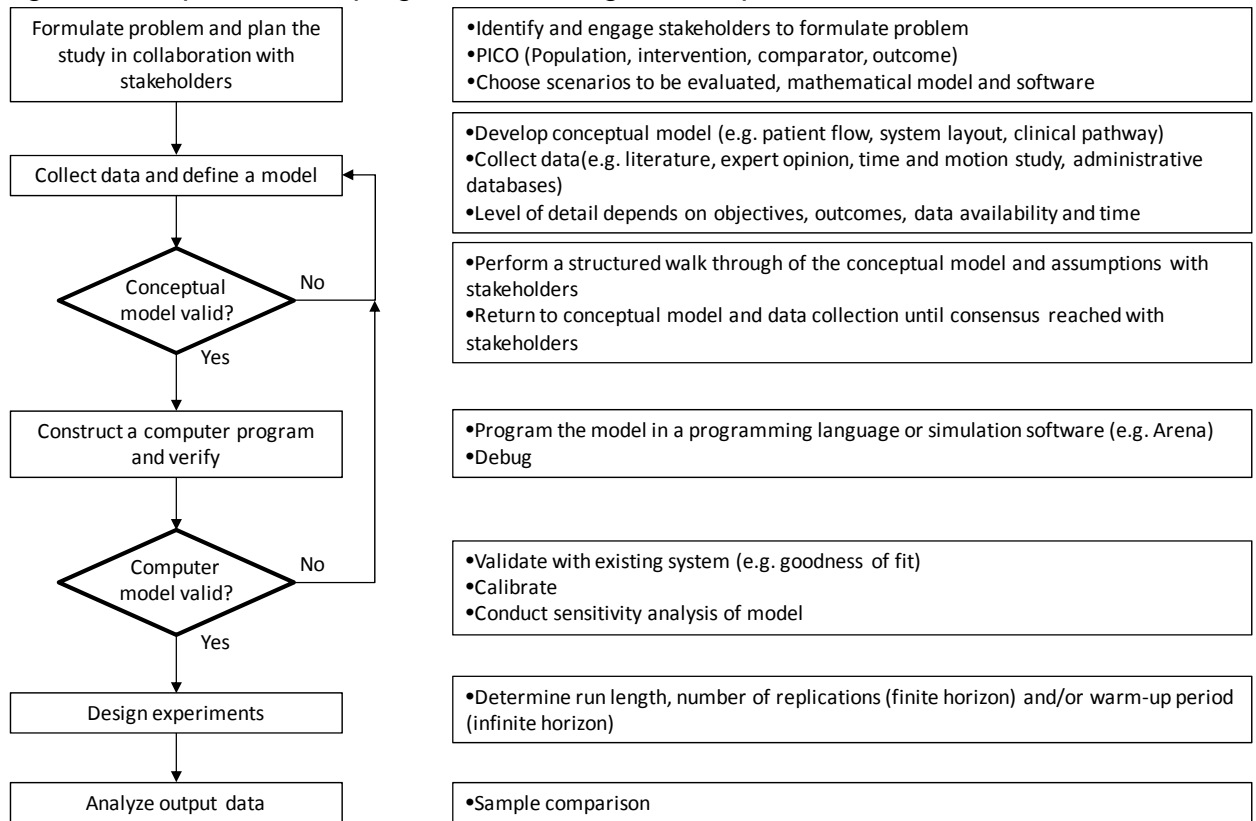 Formulate problem and plan the
study in collaboration with
stakeholders
•Identify and engage stakeholders to formulate problem
•PICO (Population, intervention, comparator, outcome)
•Choose scenarios to be evaluated, mathematical model and software
Collect data and define a model
•Develop conceptual model (e.g. patient flow, system layout, clinical pathway)
•Collect data(e.g. literature, expert opinion, time and motion study, administrative
databases)
•Level of detail depends on objectives, outcomes, data availability and time
Conceptual
model valid?
No
Yes
•Perform a structured walk through of the conceptual model and assumptions with
stakeholders
•Return to conceptual model and data collection until consensus reached with
stakeholders
Construct a computer program
and verify
•Program the model in a programming language or simulation software (e.g. Arena)
•Debug
Computer
model valid?
No
Yes
•Validate with existing system (e.g. goodness of fit)
•Calibrate
•Conduct sensitivity analysis of model
Design experiments
•Determine run length, number of replications (finite horizon) and/or warm-up period
(infinite horizon)
Analyze output data
•Sample comparison